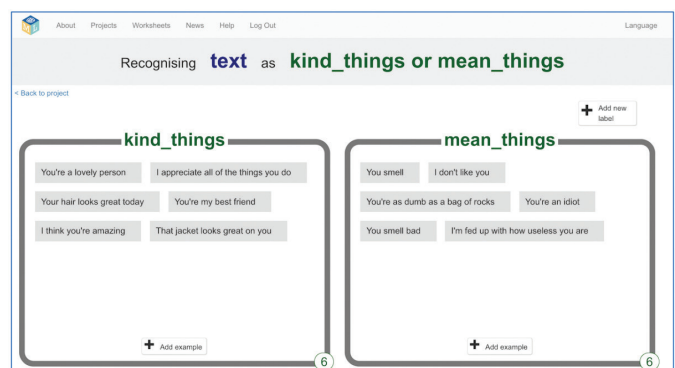 About Projects Worksheets News Help Log Out Language
Recognising text as kind_things or mean_things
< Back to project
Add new
label
kind_things
You're a lovely person I appreciate all of the things you do
Your hair looks great today You're my best friend
I think you're amazing That jacket looks great on you
Add example
6
mean_things
You smell I don't like you
You're as dumb as a bag of rocks You're an idiot
You smell bad I'm fed up with how useless you are
Add example
6